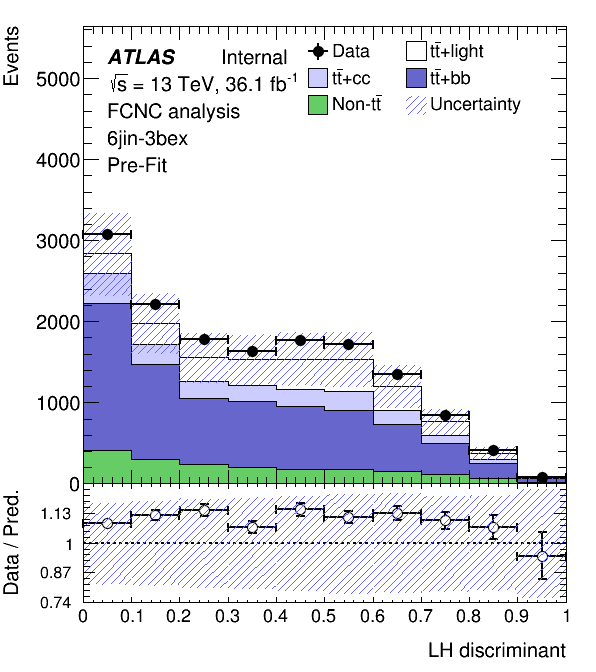 Events
ATLAS Internal
√s = 13 TeV, 36.1 fb⁻¹
FCNC analysis
6jin-3bex
Pre-Fit
Data
tt̄+light
tt̄+cc
tt̄+bb
Non-tt̄
Uncertainty
5000
4000
3000
2000
1000
0
Data / Pred.
1.13
1
0.87
0.74
0 0.1 0.2 0.3 0.4 0.5 0.6 0.7 0.8 0.9 1
LH discriminant